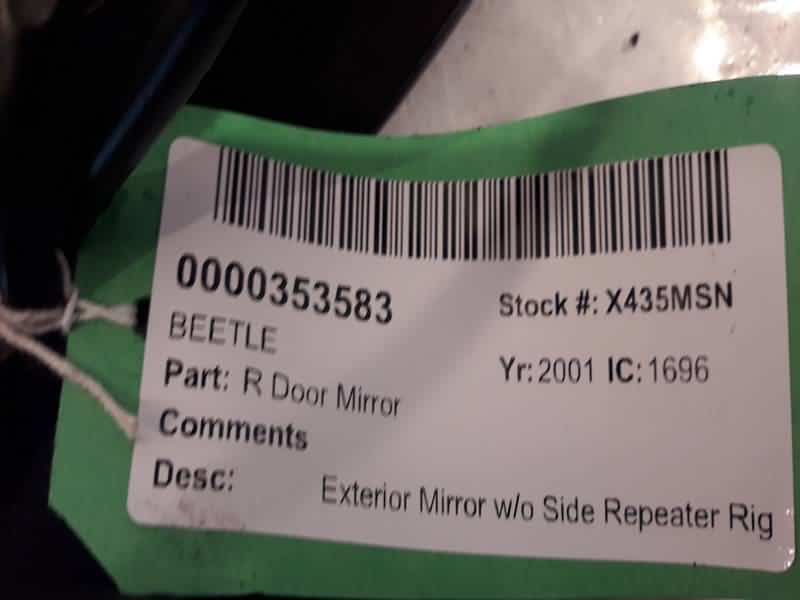 0000353583
Stock #: X435MSN
BEETLE
Yr: 2001 IC: 1696
Part: R Door Mirror
Comments
Desc: Exterior Mirror w/o Side Repeater Rig